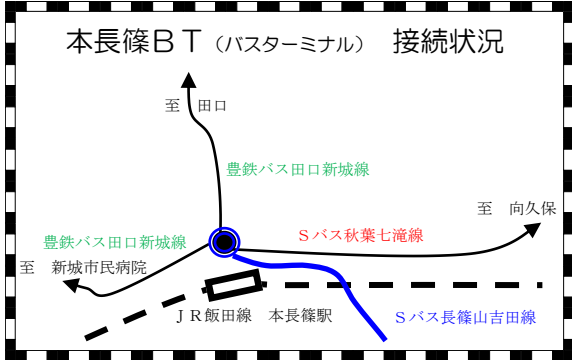 本長篠ＢＴ（バスターミナル）　接続状況
至　田口
豊鉄バス田口新城線
至　向久保
豊鉄バス田口新城線
Ｓバス秋葉七滝線
至　新城市民病院
ＪＲ飯田線　本長篠駅
Ｓバス長篠山吉田線